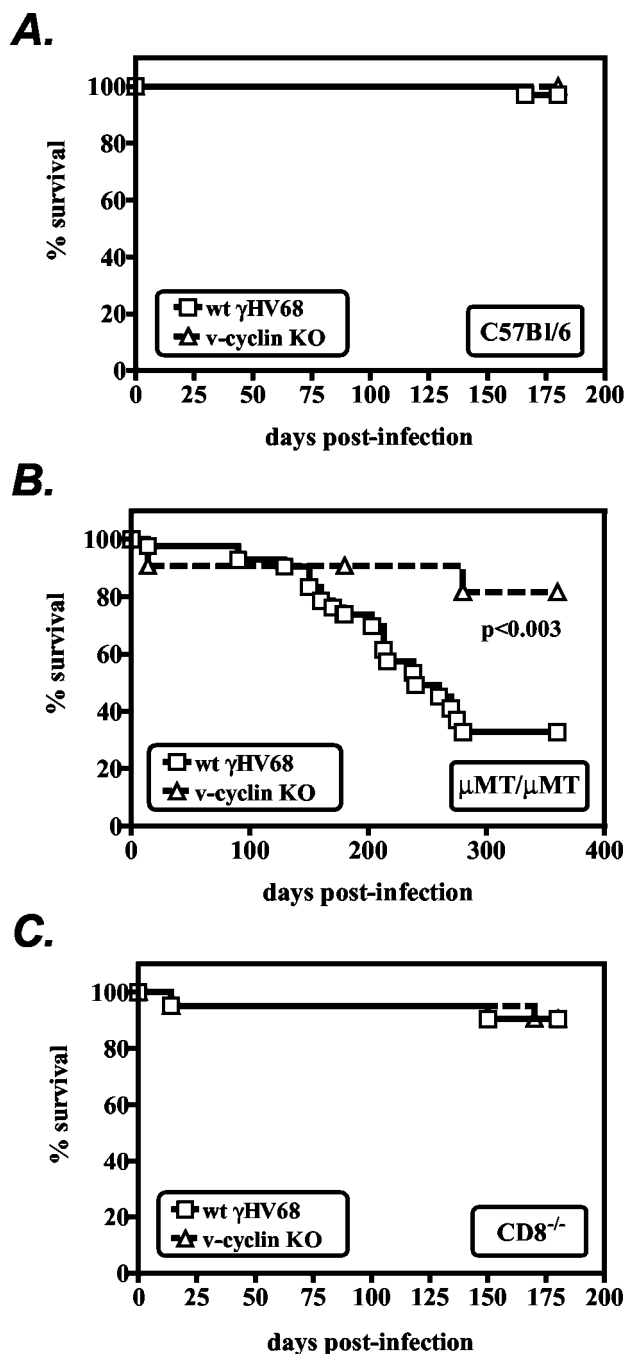 A.
% survival
100
80
60
40
20
0
wt γHV68
v-cyclin KO
C57Bl/6
0 25 50 75 100 125 150 175 200
days post-infection
B.
% survival
100
80
60
40
20
0
p<0.003
wt γHV68
v-cyclin KO
μMT/μMT
0 100 200 300 400
days post-infection
C.
% survival
100
80
60
40
20
0
wt γHV68
v-cyclin KO
CD8-/-
0 25 50 75 100 125 150 175 200
days post-infection